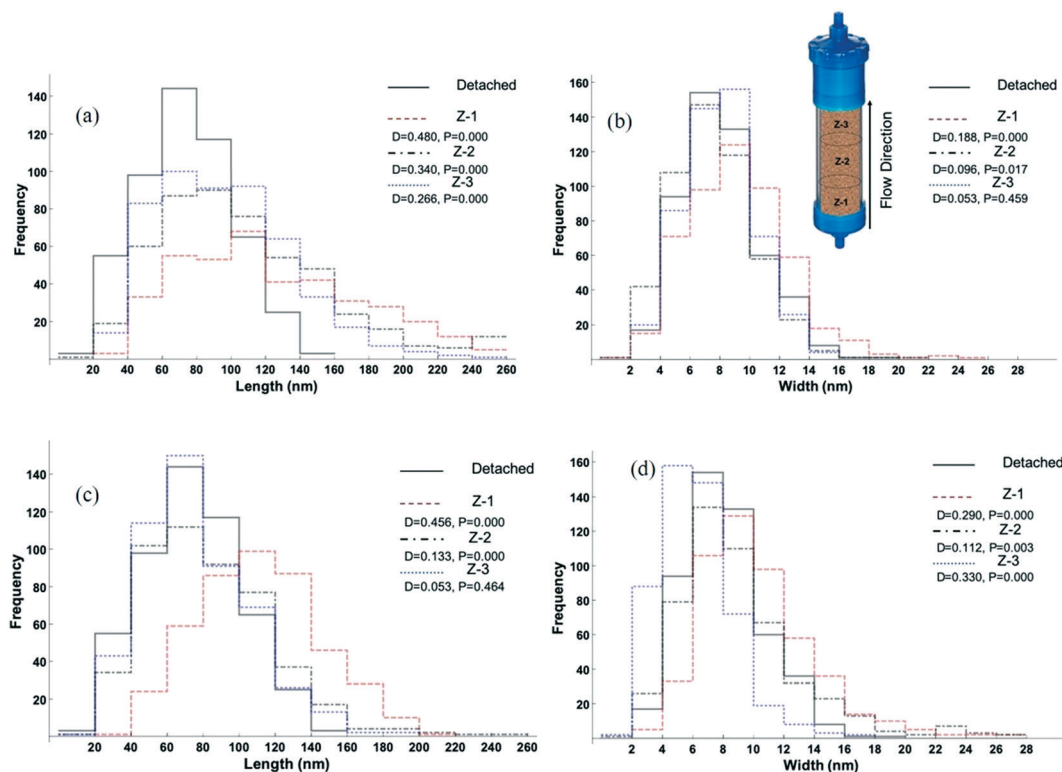 (a)
Frequency
140
120
100
80
60
40
20
20 40 60 80 100 120 140 160 180 200 220 240 260
Length (nm)
Detached
Z-1
D=0.480, P=0.000
Z-2
D=0.340, P=0.000
Z-3
D=0.266, P=0.000
(b)
Frequency
160
140
120
100
80
60
40
20
2 4 6 8 10 12 14 16 18 20 22 24 26 28
Width (nm)
Detached
Z-1
D=0.188, P=0.000
Z-2
D=0.096, P=0.017
Z-3
D=0.053, P=0.459
Z-3
Z-2
Z-1
Flow Direction
(c)
Frequency
140
120
100
80
60
40
20
20 40 60 80 100 120 140 160 180 200 220 240 260
Length (nm)
Detached
Z-1
D=0.456, P=0.000
Z-2
D=0.133, P=0.000
Z-3
D=0.053, P=0.464
(d)
Frequency
160
140
120
100
80
60
40
20
2 4 6 8 10 12 14 16 18 20 22 24 26 28
Width (nm)
Detached
Z-1
D=0.290, P=0.000
Z-2
D=0.112, P=0.003
Z-3
D=0.330, P=0.000